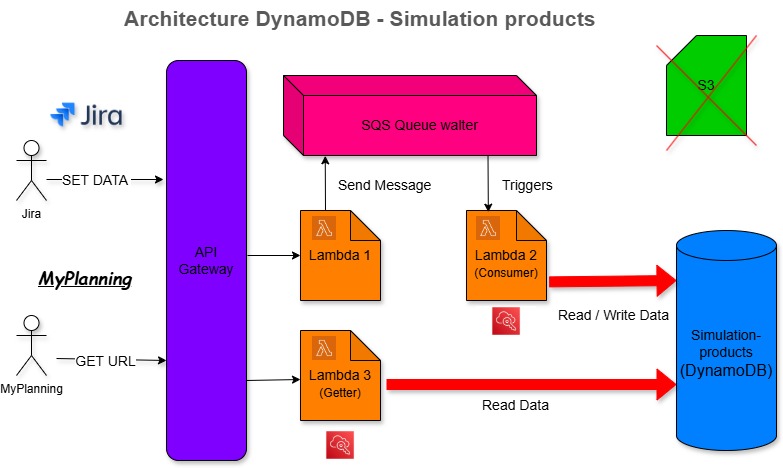 Architecture DynamoDB - Simulation products
Jira
S3
SQS Queue walter
SET DATA
Send Message
Triggers
Jira
API
Gateway
Lambda 1
Lambda 2
(Consumer)
MyPlanning
Read / Write Data
Simulation-
products
(DynamoDB)
GET URL
MyPlanning
Lambda 3
(Getter)
Read Data